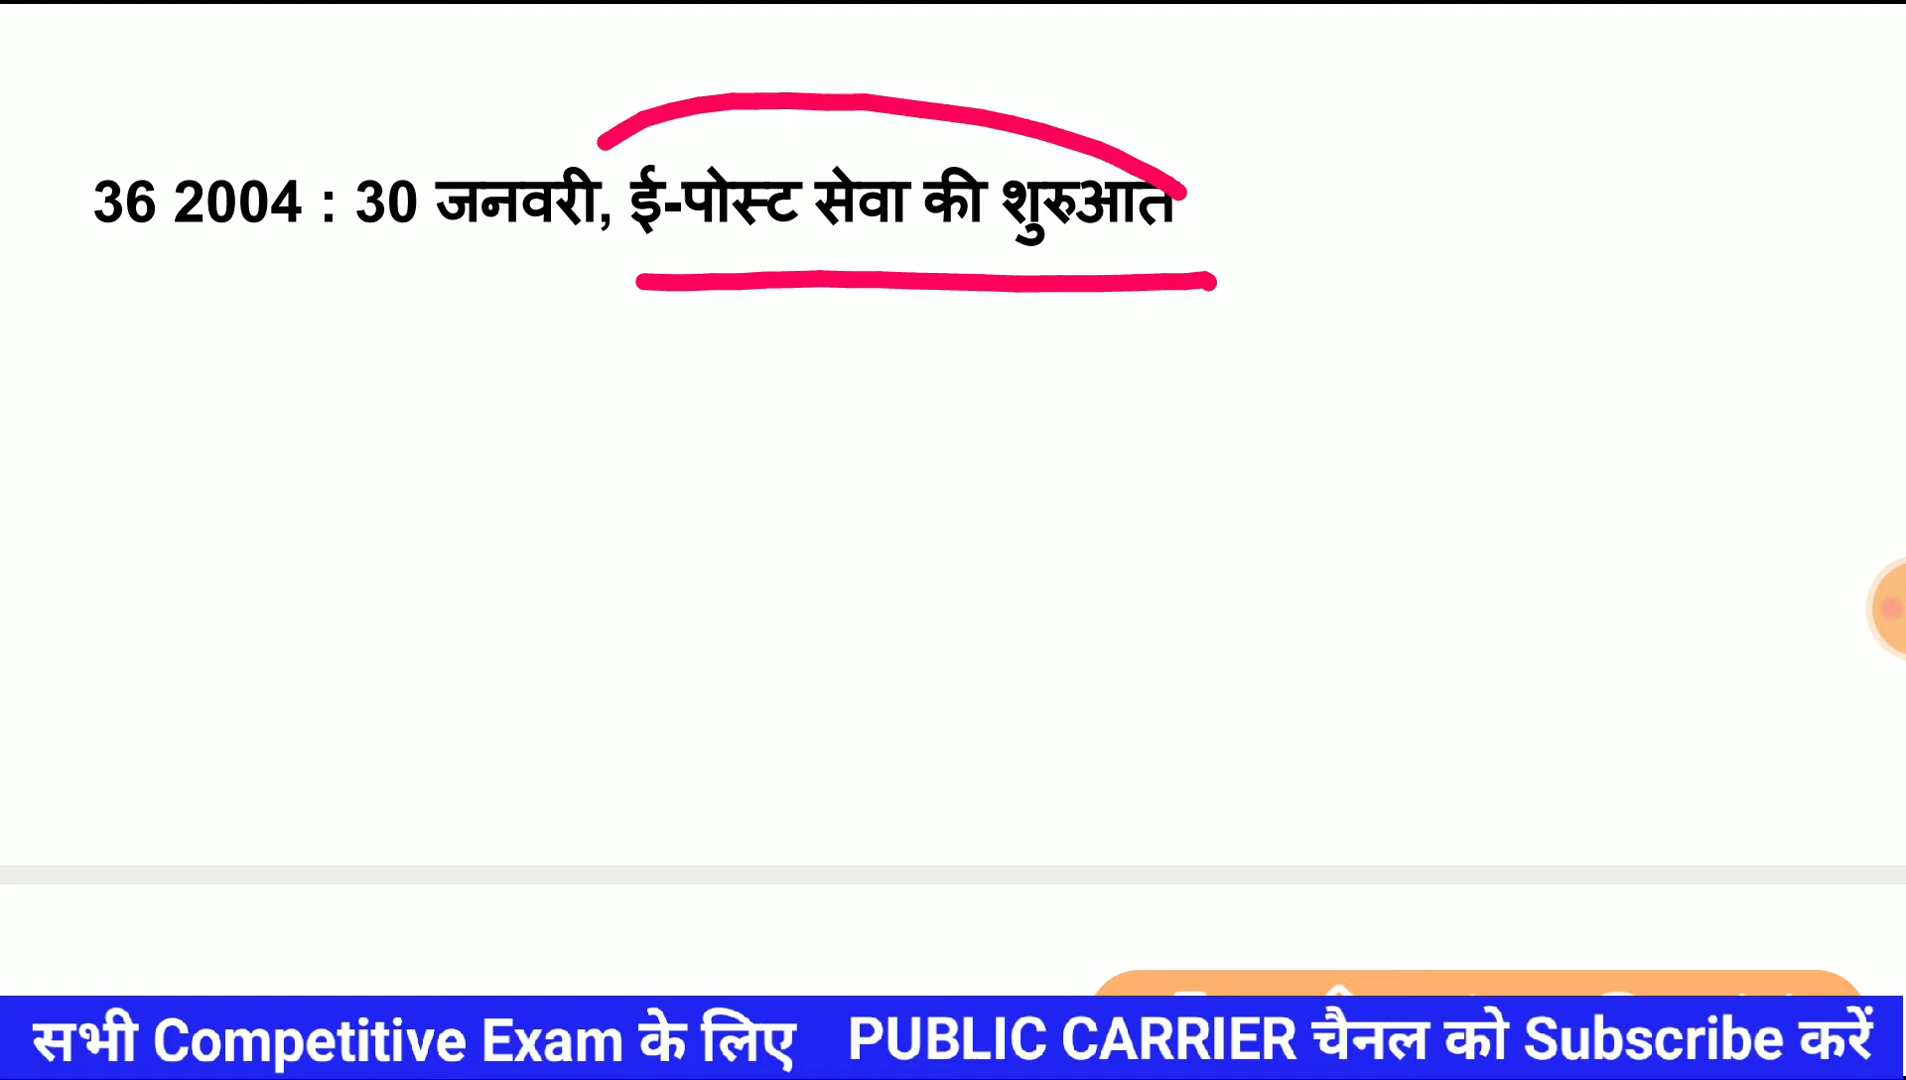 36 2004 : 30 जनवरी, ई-पोस्ट सेवा की शुरुआत
सभी Competitive Exam के लिए PUBLIC CARRIER चैनल को Subscribe करें